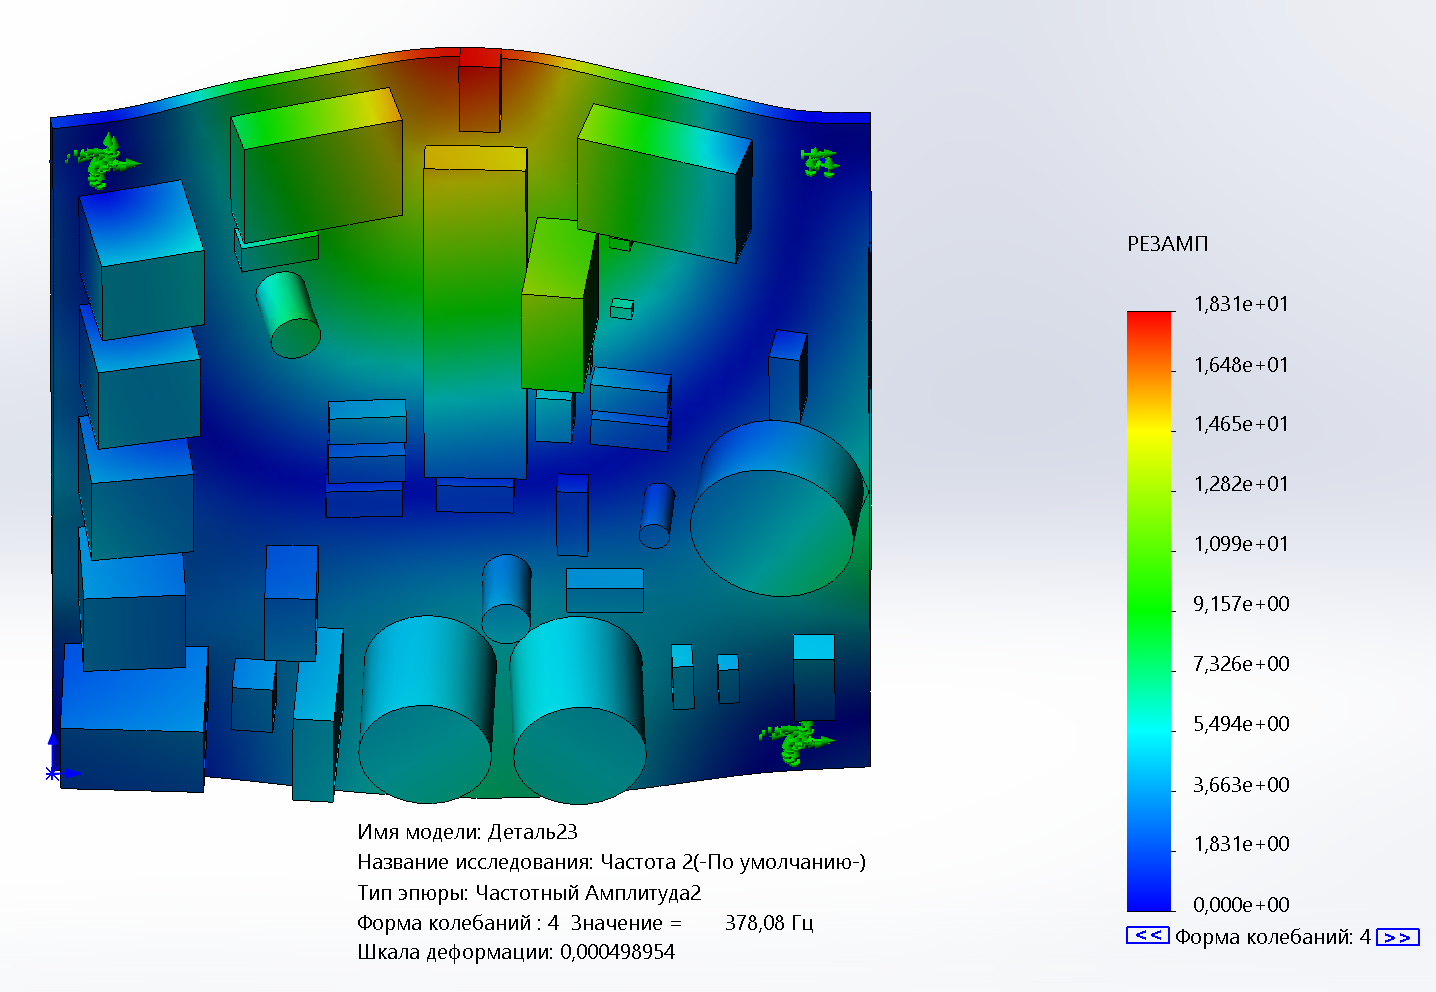 РЕЗАМП
1,831e+01
1,648e+01
1,465e+01
1,282e+01
1,099e+01
9,157e+00
7,326e+00
5,494e+00
3,663e+00
1,831e+00
0,000e+00
<< Форма колебаний: 4 >>
Имя модели: Деталь23
Название исследования: Частота 2(-По умолчанию-)
Тип эпюры: Частотный Амплитуда2
Форма колебаний : 4 Значение = 378,08 Гц
Шкала деформации: 0,000498954